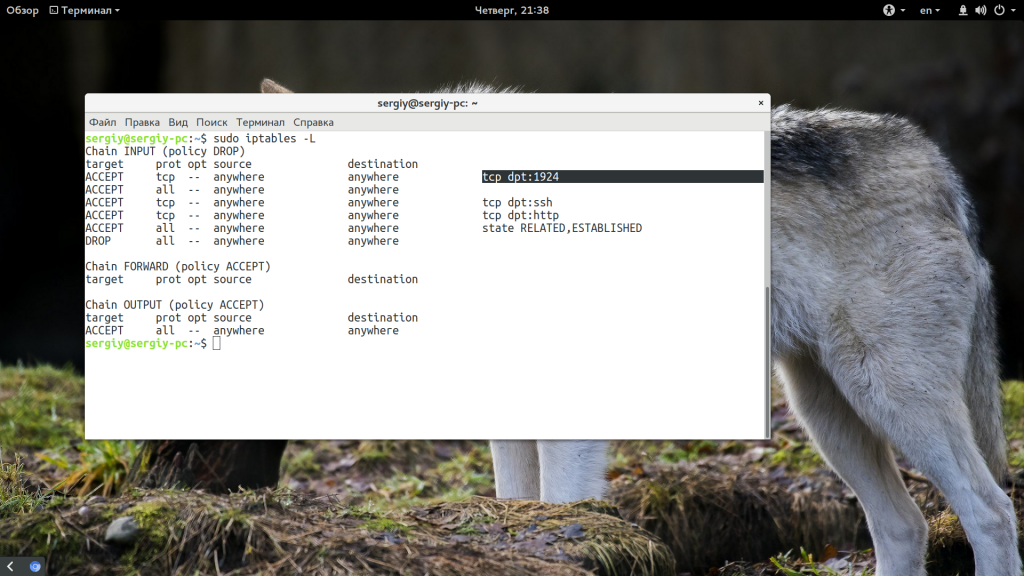 Обзор Терминал Четверг, 21:38 en
sergiy@sergiy-pc: ~
Файл Правка Вид Поиск Терминал Справка
sergiy@sergiy-pc:~$ sudo iptables -L
Chain INPUT (policy DROP)
target     prot opt source               destination
ACCEPT     tcp  --  anywhere             anywhere             tcp dpt:1924
ACCEPT     all  --  anywhere             anywhere
ACCEPT     tcp  --  anywhere             anywhere             tcp dpt:ssh
ACCEPT     tcp  --  anywhere             anywhere             tcp dpt:http
ACCEPT     all  --  anywhere             anywhere             state RELATED,ESTABLISHED
DROP       all  --  anywhere             anywhere
Chain FORWARD (policy ACCEPT)
target     prot opt source               destination
Chain OUTPUT (policy ACCEPT)
target     prot opt source               destination
ACCEPT     all  --  anywhere             anywhere
sergiy@sergiy-pc:~$